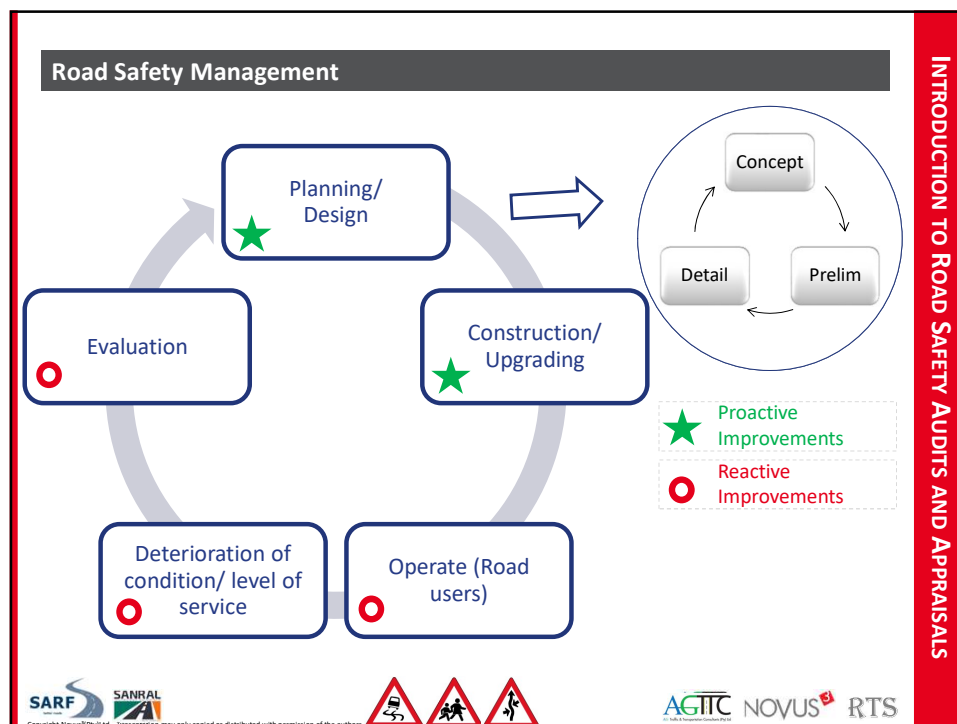 Road Safety Management
Planning/
Design
Concept
Detail
Prelim
Evaluation
Construction/
Upgrading
Proactive
Improvements
Reactive
Improvements
Deterioration of
condition/ level of
service
Operate (Road
users)
INTRODUCTION TO ROAD SAFETY AUDITS AND APPRAISALS
SARF
SANRAL
AGTTC
NOVUS3
RTS